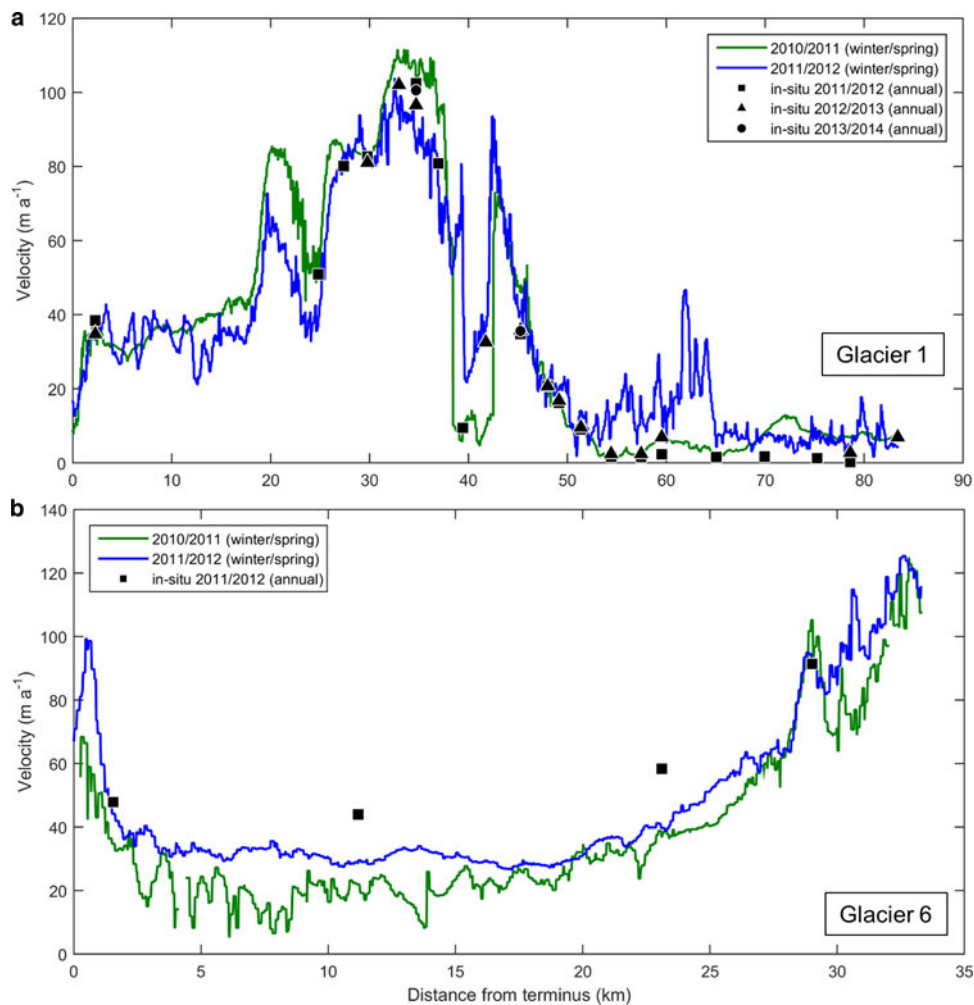 a
120
100
80
60
40
20
0
Velocity (m a⁻¹)
2010/2011 (winter/spring)
2011/2012 (winter/spring)
in-situ 2011/2012 (annual)
in-situ 2012/2013 (annual)
in-situ 2013/2014 (annual)
Glacier 1
0 10 20 30 40 50 60 70 80 90
b
140
120
100
80
60
40
20
0
Velocity (m a⁻¹)
2010/2011 (winter/spring)
2011/2012 (winter/spring)
in-situ 2011/2012 (annual)
Glacier 6
0 5 10 15 20 25 30 35
Distance from terminus (km)